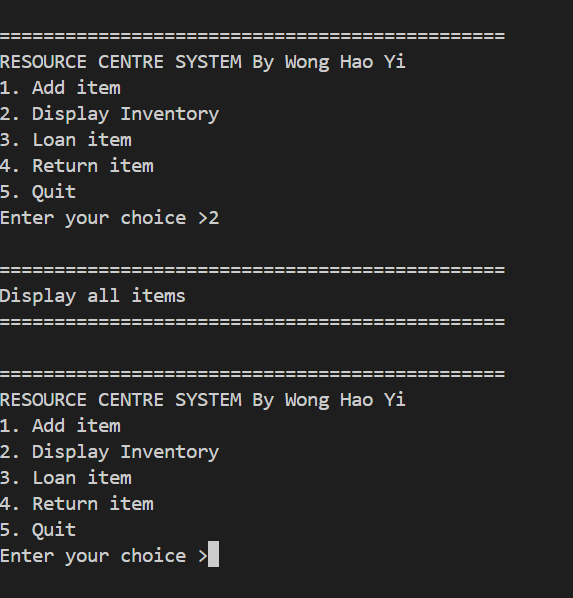 ==============================================
RESOURCE CENTRE SYSTEM By Wong Hao Yi
1. Add item
2. Display Inventory
3. Loan item
4. Return item
5. Quit
Enter your choice >2
==============================================
Display all items
==============================================
==============================================
RESOURCE CENTRE SYSTEM By Wong Hao Yi
1. Add item
2. Display Inventory
3. Loan item
4. Return item
5. Quit
Enter your choice >